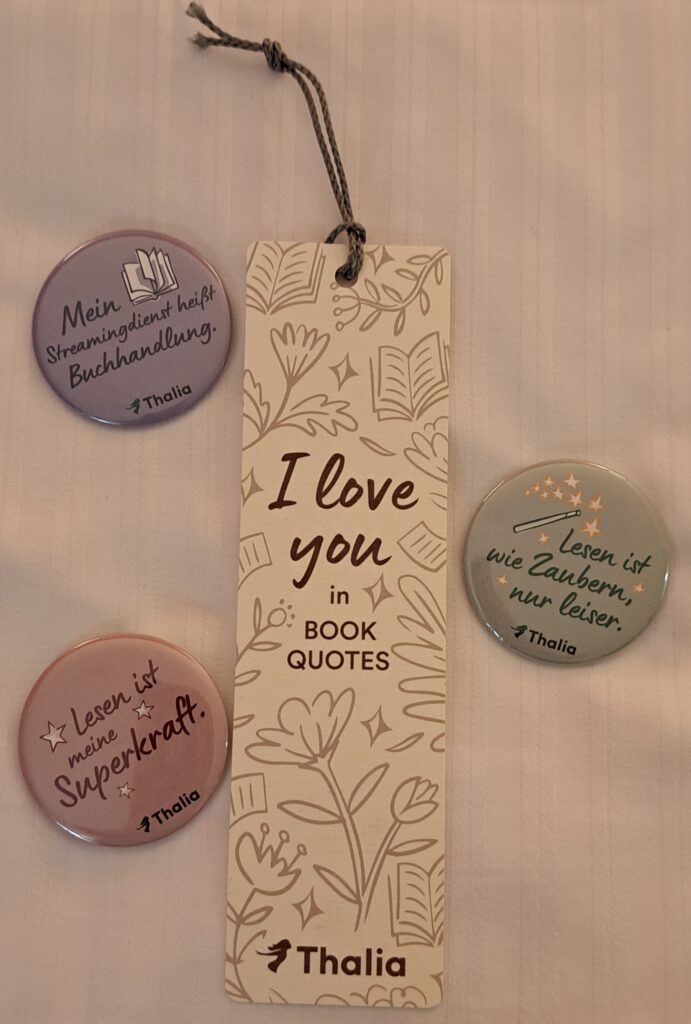 Mein
Streamingdienst heißt
Buchhandlung.
Thalia
I love
you
in
BOOK
QUOTES
Thalia
Lesen ist
wie Zaubern,
nur leiser.
Thalia
Lesen ist
meine
Superkraft.
Thalia